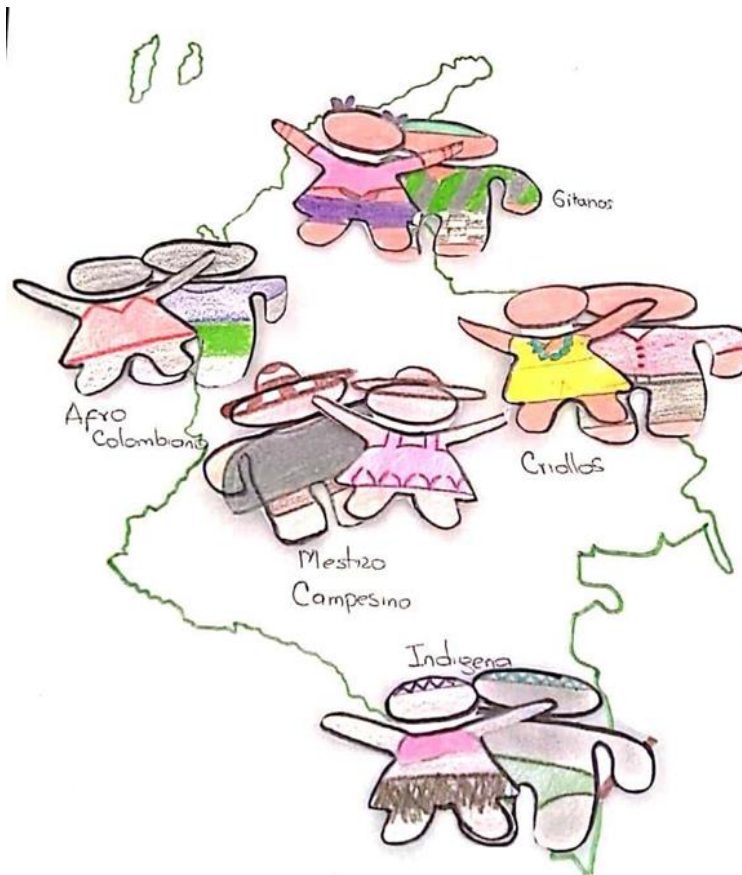 Gitanos
Afro
Colombiano
Criollos
Mestizo
Campesino
Indigena